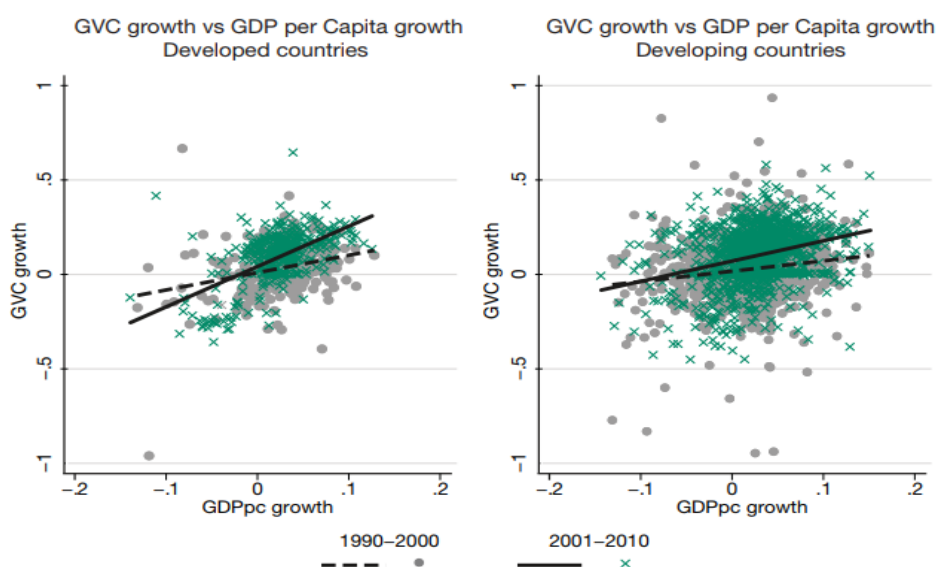 GVC growth vs GDP per Capita growth
Developed countries
GVC growth
1
.5
0
−.5
−1
−.2
−.1
0
.1
.2
GDPpc growth
GVC growth vs GDP per Capita growth
Developing countries
GVC growth
1
.5
0
−.5
−1
−.2
−.1
0
.1
.2
GDPpc growth
1990–2000
2001–2010